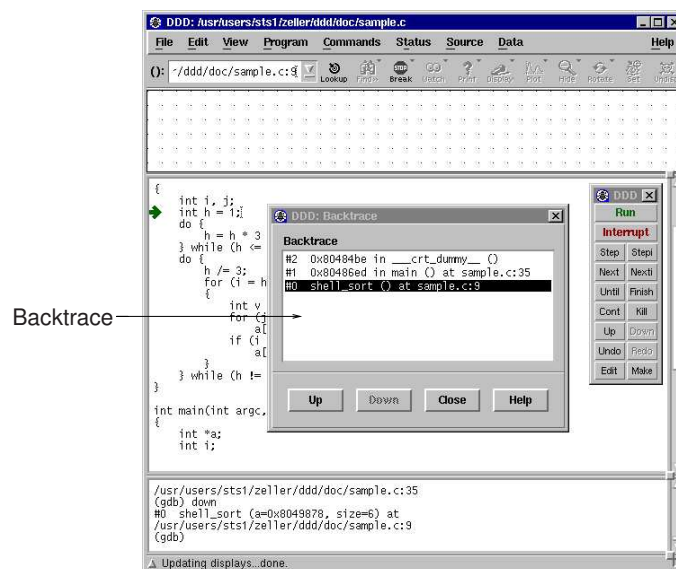 DDD: /usr/users/sts1/zeller/ddd/doc/sample.c
File Edit View Program Commands Status Source Data Help
(): ~/ddd/doc/sample.c:9
Lookup Find>> Break Watch Print Display Plot Hide Rotate Set Undisp
{
int i, j;
int h = 1;
do {
h = h * 3
} while (h <=
do {
h /= 3;
for (i = h
{
int v
for (j
a[
if (i
a[
}
} while (h !=
}
int main(int argc,
{
int *a;
int i;
DDD: Backtrace
Backtrace
#2 0x80484be in ___crt_dummy__ ()
#1 0x80486ed in main () at sample.c:35
#0 shell_sort () at sample.c:9
Up Down Close Help
DDD
Run
Interrupt
Step Stepi
Next Nexti
Until Finish
Cont Kill
Up Down
Undo Redo
Edit Make
Backtrace
/usr/users/sts1/zeller/ddd/doc/sample.c:35
(gdb) down
#0 shell_sort (a=0x8049878, size=6) at
/usr/users/sts1/zeller/ddd/doc/sample.c:9
(gdb)
Updating displays...done.